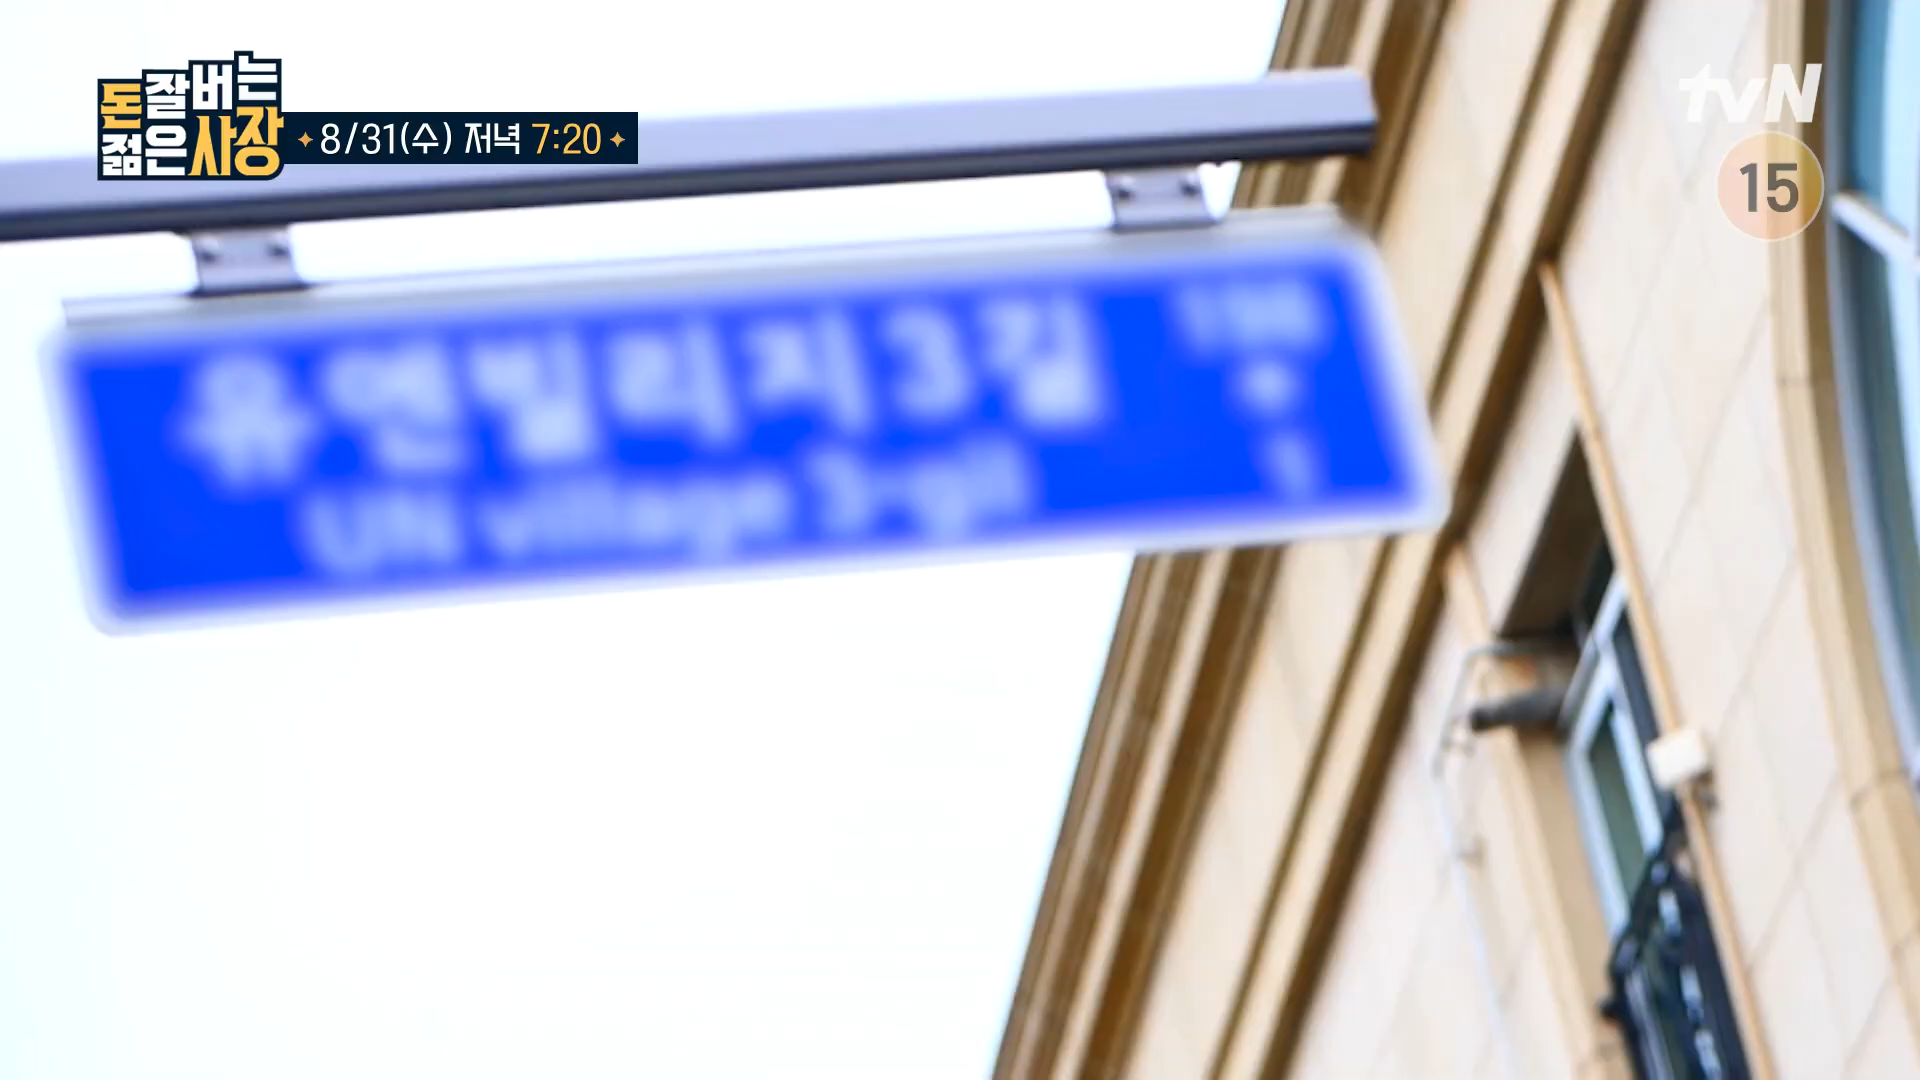 돈 잘 버는
젊은 사장
8/31(수) 저녁 7:20
tvN
15
유엔빌리지3길
UN village 3-gil
1